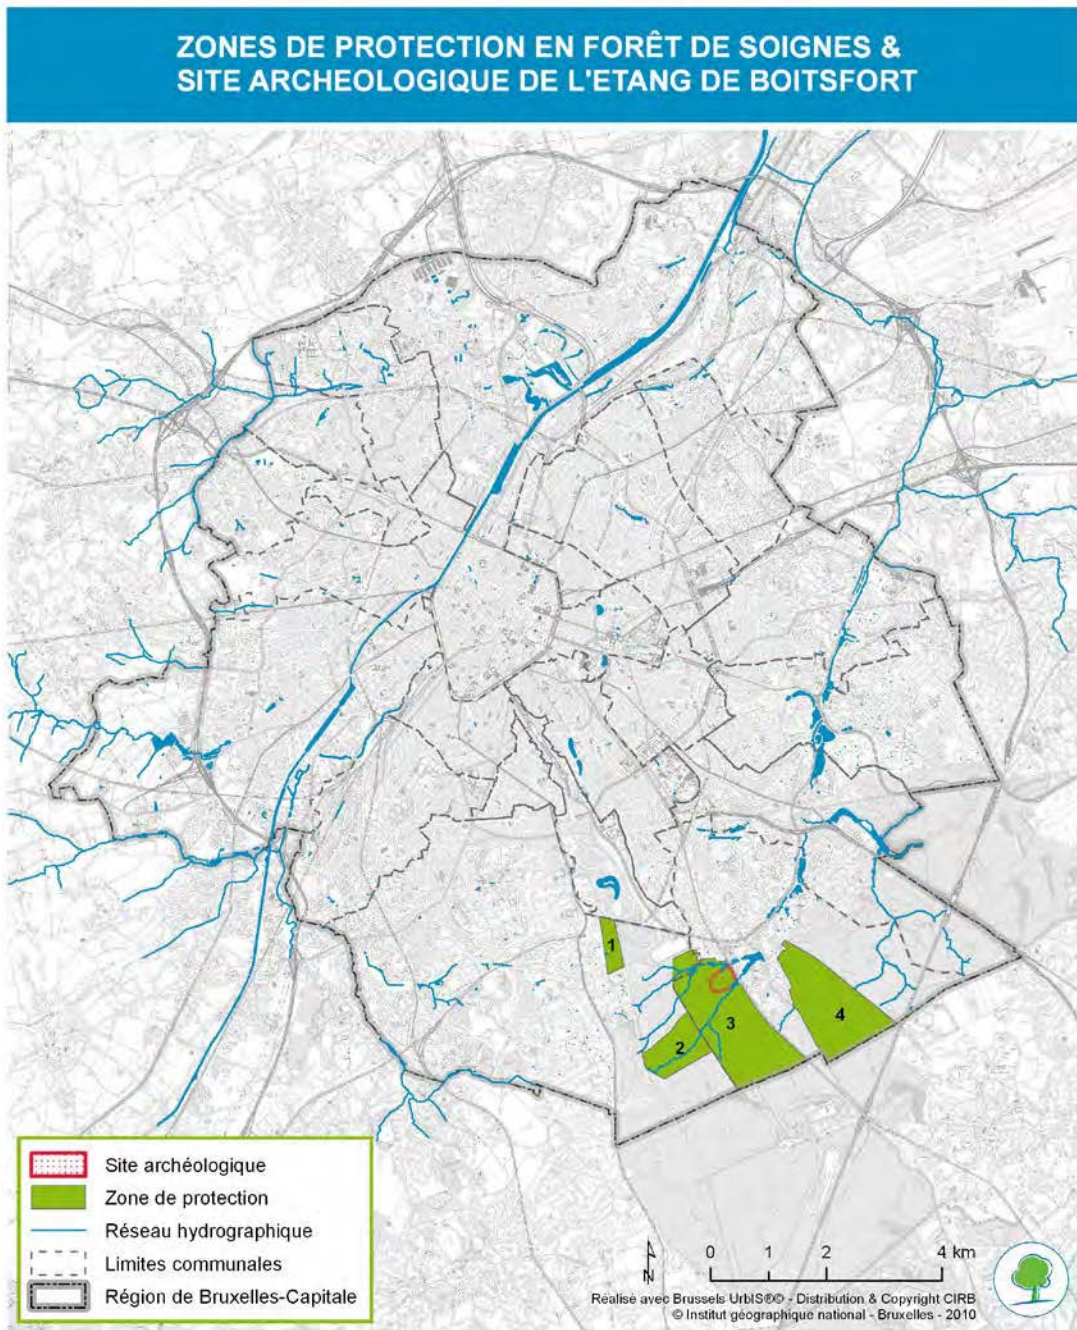 ZONES DE PROTECTION EN FORÊT DE SOIGNES &
SITE ARCHEOLOGIQUE DE L'ETANG DE BOITSFORT
1
2
3
4
Site archéologique
Zone de protection
Réseau hydrographique
Limites communales
Région de Bruxelles-Capitale
N
0 1 2 4 km
Réalisé avec Brussels UrbIS®© - Distribution & Copyright CIRB
© Institut géographique national - Bruxelles - 2010